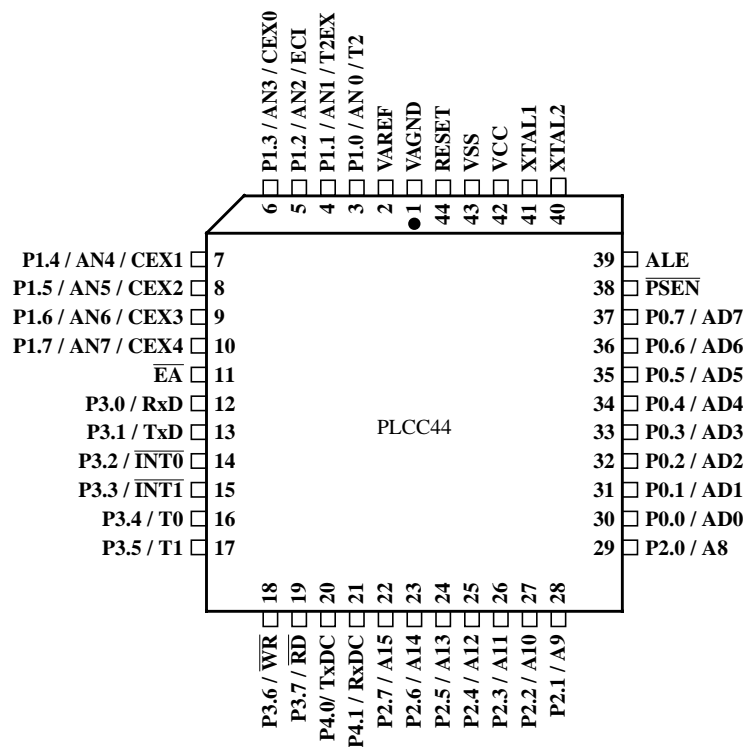 P1.3 / AN3 / CEX0
P1.2 / AN2 / ECI
P1.1 / AN1 / T2EX
P1.0 / AN 0 / T2
VAREF
VAGND
RESET
VSS
VCC
XTAL1
XTAL2
6 5 4 3 2 1 44 43 42 41 40
P1.4 / AN4 / CEX1 7
P1.5 / AN5 / CEX2 8
P1.6 / AN6 / CEX3 9
P1.7 / AN7 / CEX4 10
E̅A̅ 11
P3.0 / RxD 12
P3.1 / TxD 13
P3.2 / I̅N̅T̅0̅ 14
P3.3 / I̅N̅T̅1̅ 15
P3.4 / T0 16
P3.5 / T1 17
PLCC44
39 ALE
38 P̅S̅E̅N̅
37 P0.7 / AD7
36 P0.6 / AD6
35 P0.5 / AD5
34 P0.4 / AD4
33 P0.3 / AD3
32 P0.2 / AD2
31 P0.1 / AD1
30 P0.0 / AD0
29 P2.0 / A8
18 19 20 21 22 23 24 25 26 27 28
P3.6 / W̅R̅
P3.7 / R̅D̅
P4.0/ TxDC
P4.1 / RxDC
P2.7 / A15
P2.6 / A14
P2.5 / A13
P2.4 / A12
P2.3 / A11
P2.2 / A10
P2.1 / A9